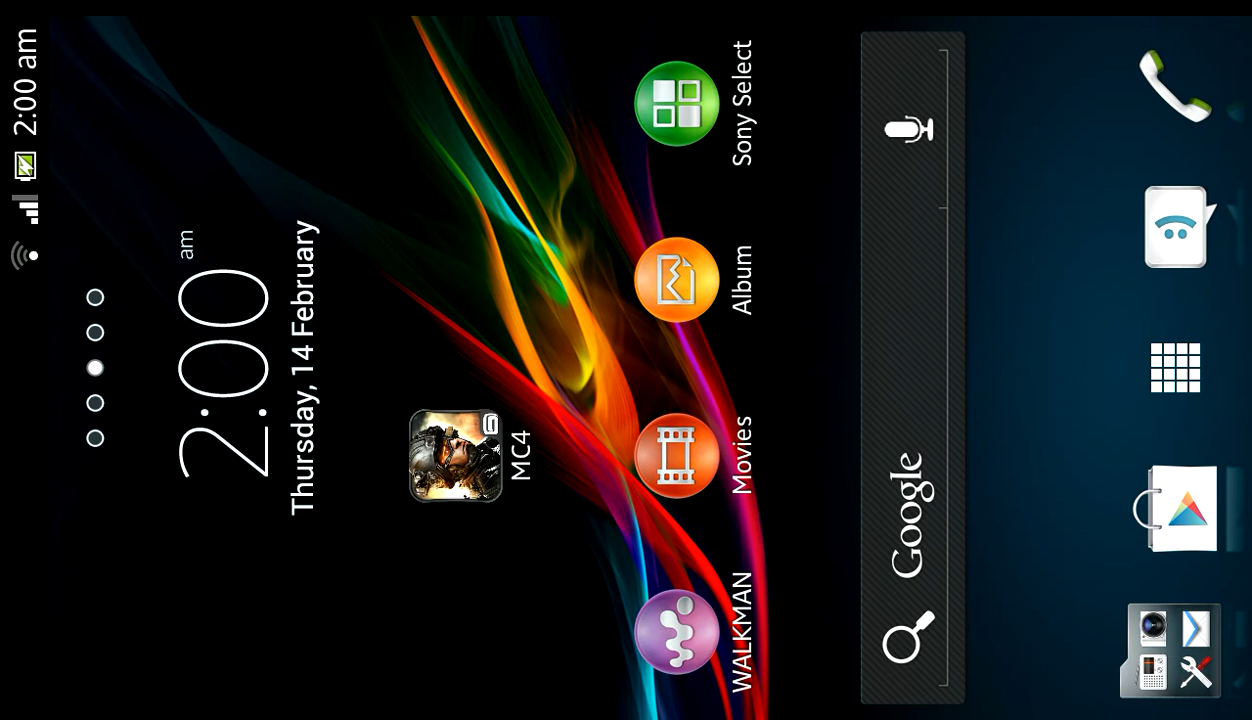 2:00 am
2:00 am
Thursday, 14 February
MC4
WALKMAN
Movies
Album
Sony Select
Google